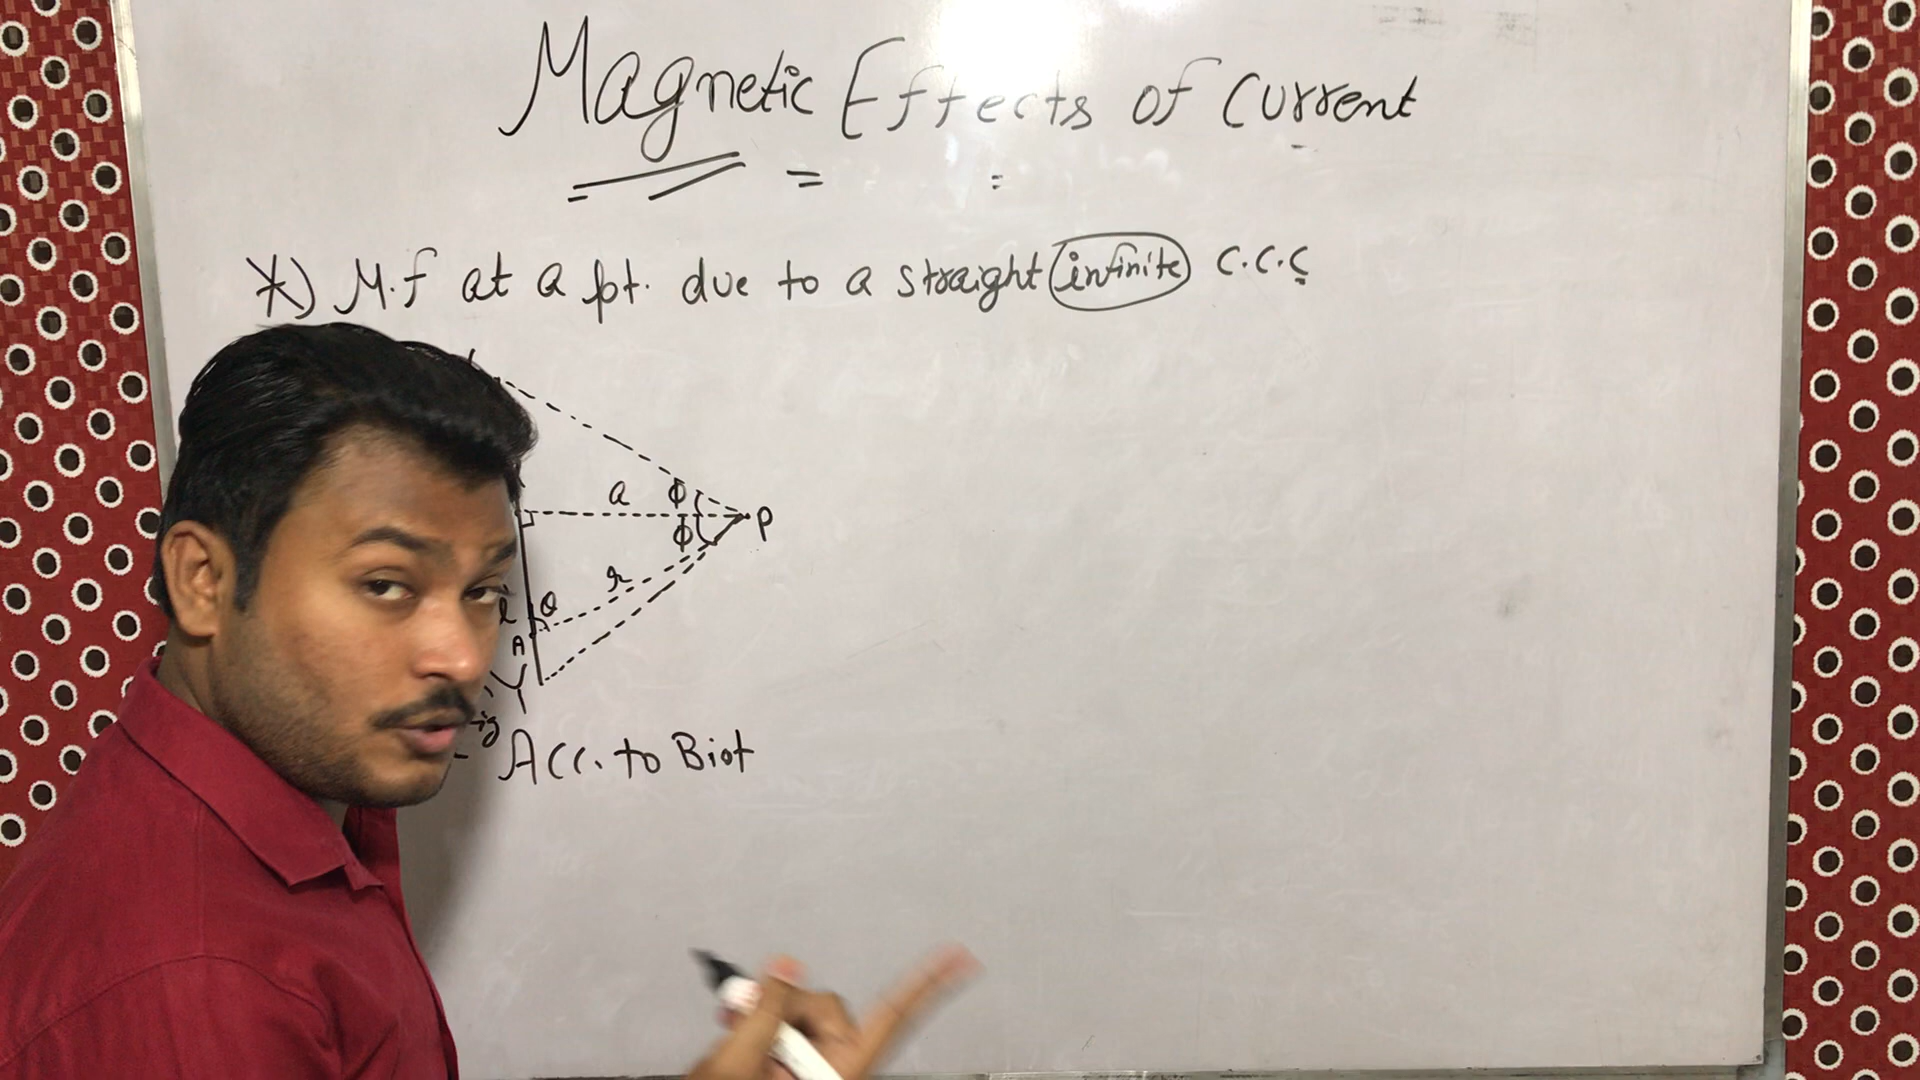 Magnetic Effects of Current
*) M.f at a pt. due to a straight infinite C.C.C
a
Φ
P
Φ
r
l
θ
A
Y
Acc. to Biot